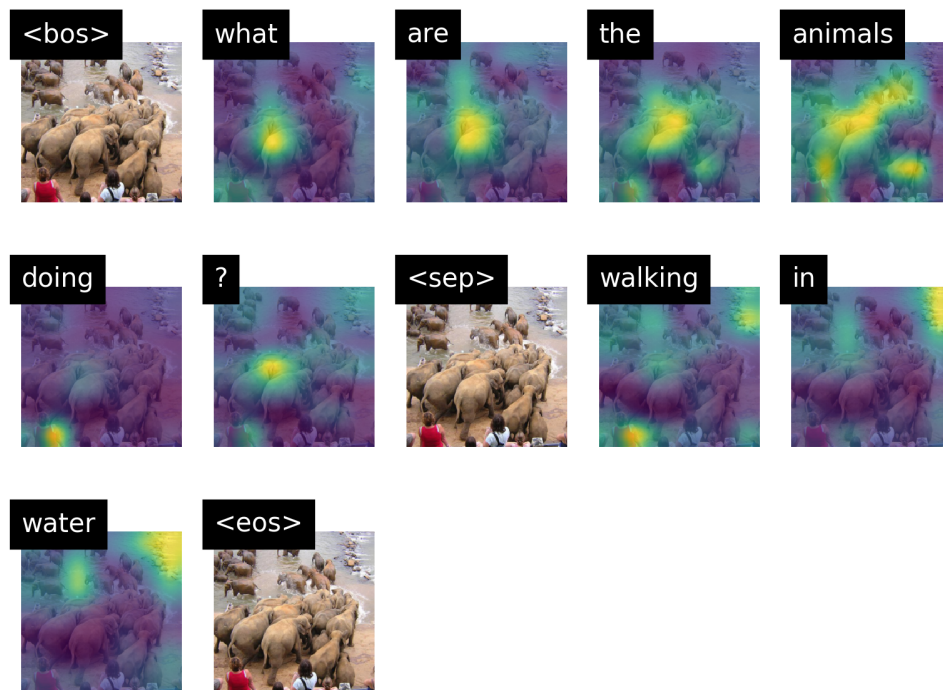 <bos> what are the animals
doing ? <sep> walking in
water <eos>